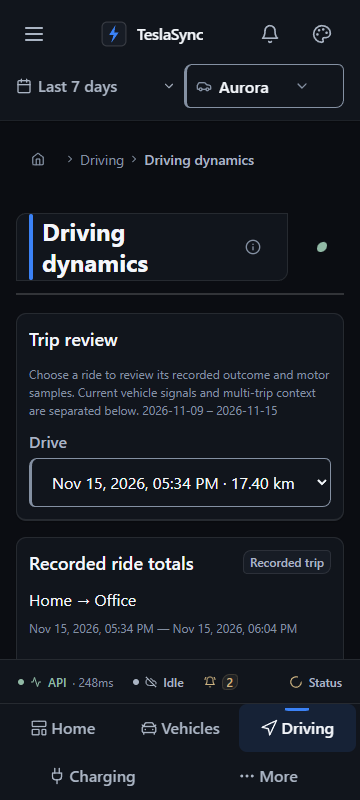 TeslaSync
Last 7 days
Aurora
Driving
Driving dynamics
Driving
dynamics
Trip review
Choose a ride to review its recorded outcome and motor
samples. Current vehicle signals and multi-trip context
are separated below. 2026-11-09 – 2026-11-15
Drive
Nov 15, 2026, 05:34 PM · 17.40 km
Recorded ride totals
Recorded trip
Home → Office
Nov 15, 2026, 05:34 PM — Nov 15, 2026, 06:04 PM
API · 248ms
Idle
2
Status
Home
Vehicles
Driving
Charging
More